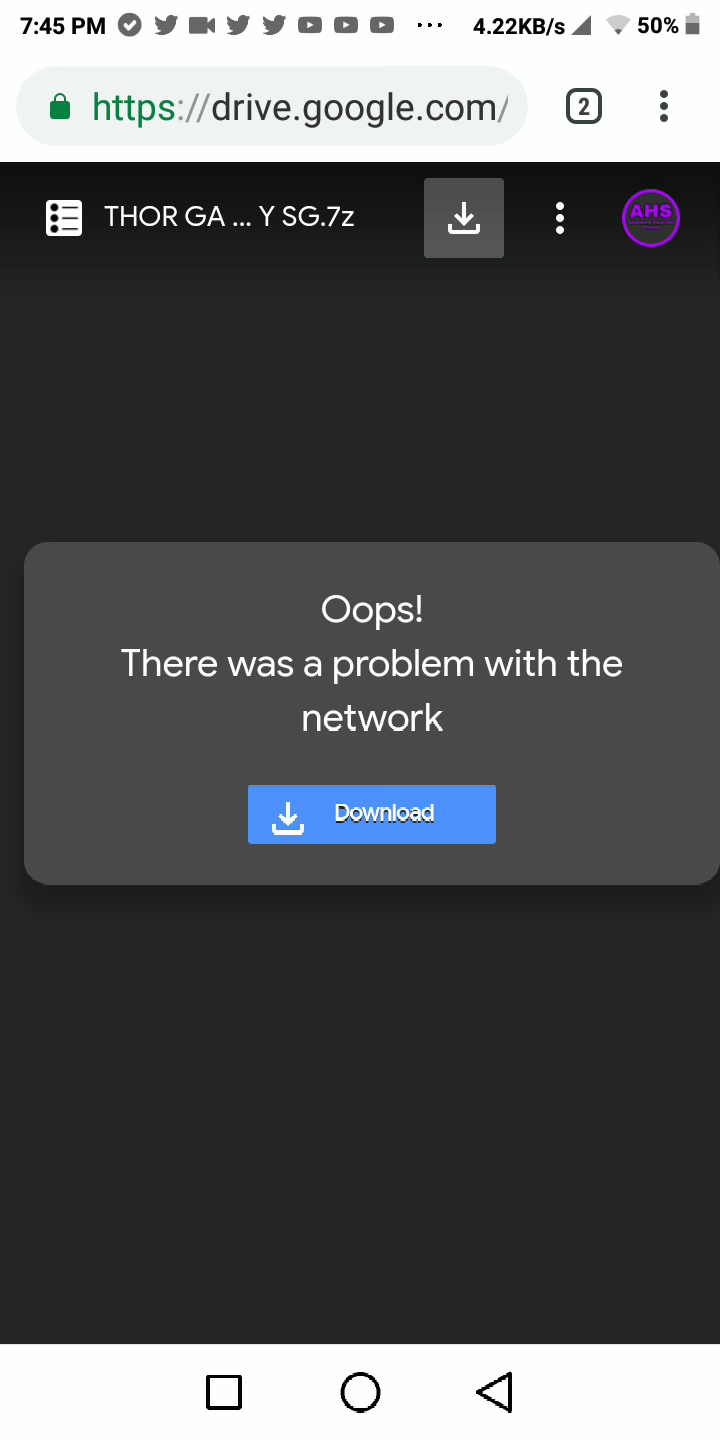 7:45 PM ... 4.22KB/s 50%
https://drive.google.com/ 2
THOR GA ... Y SG.7z AHS
Oops!
There was a problem with the
network
Download